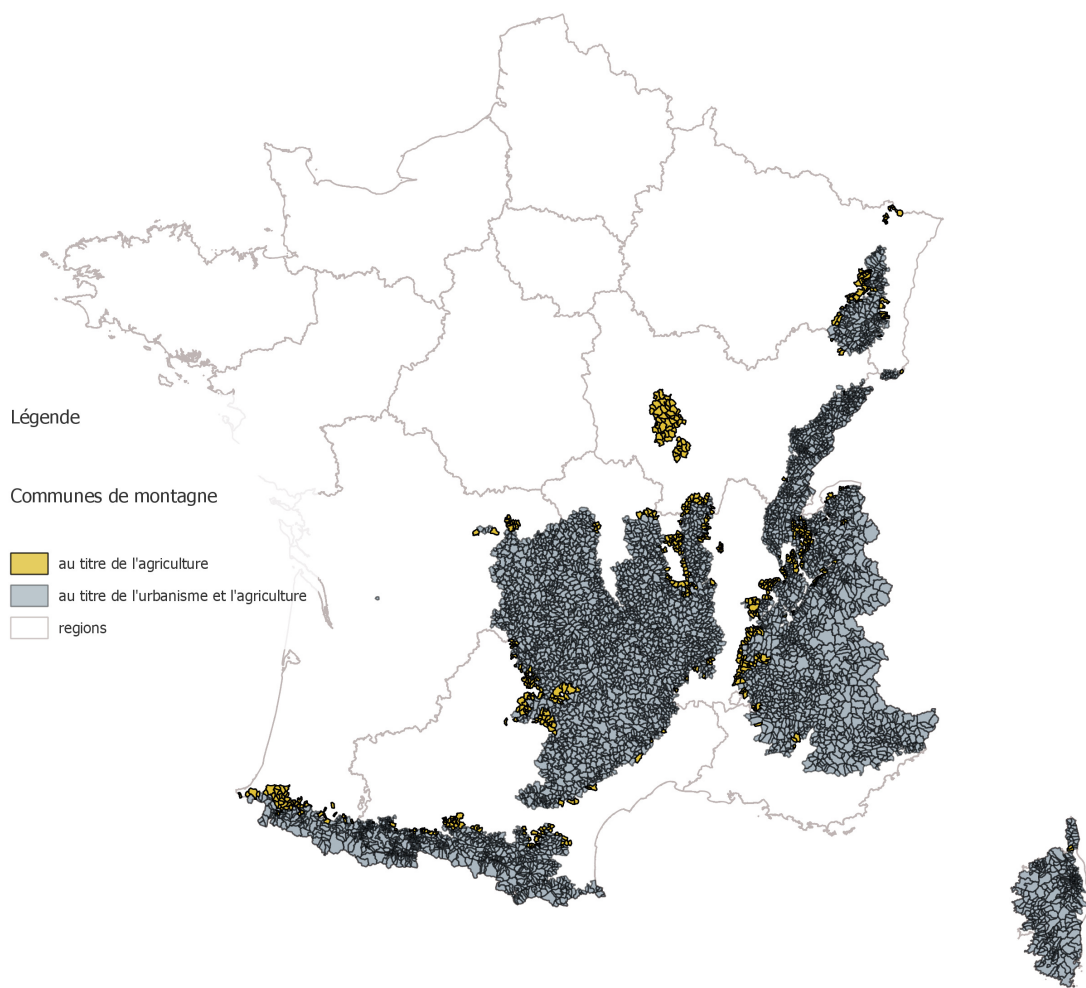 Légende
Communes de montagne
au titre de l'agriculture
au titre de l'urbanisme et l'agriculture
regions